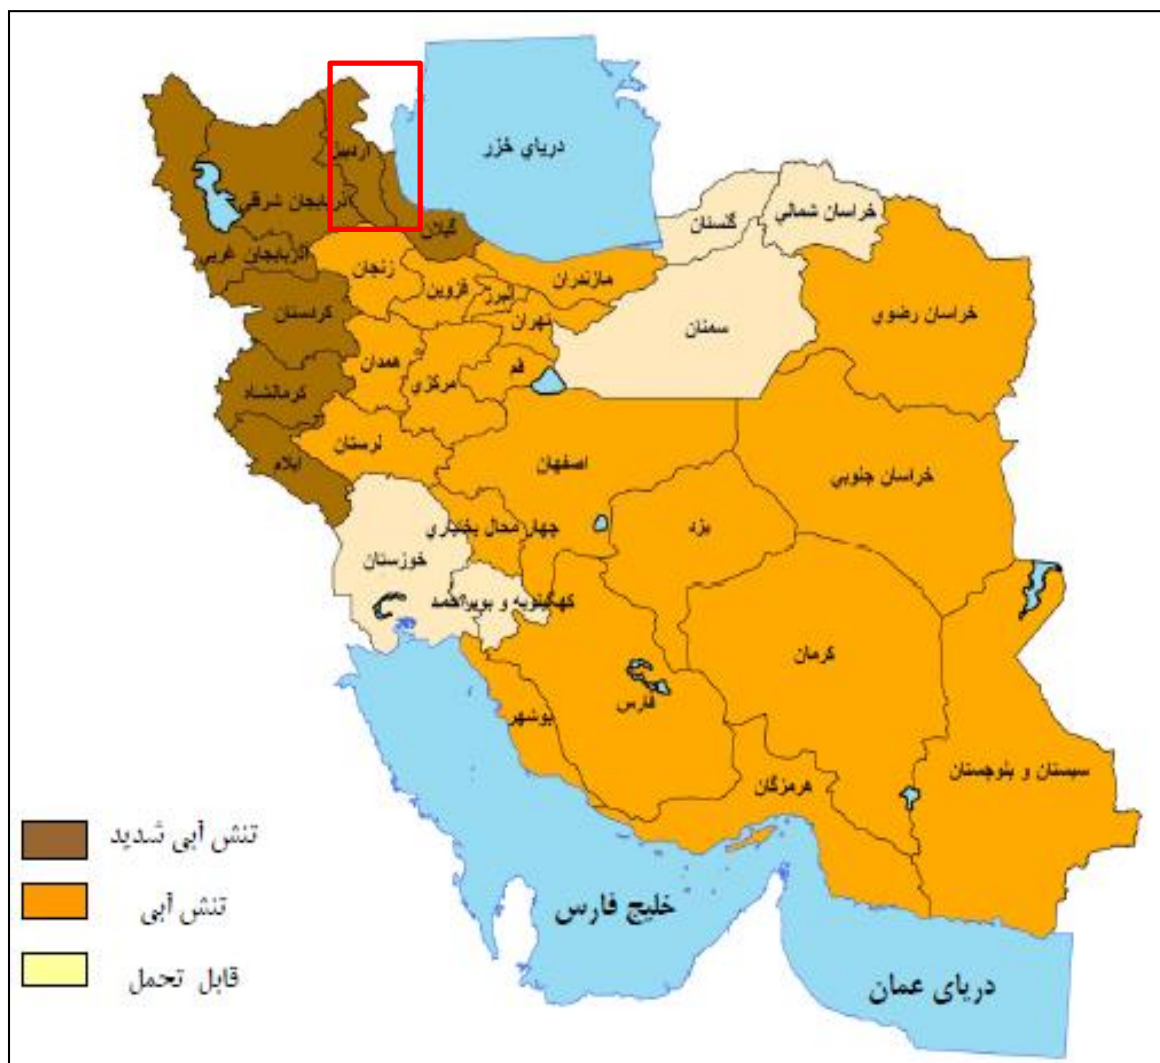 دریای خزر
اردبیل
آذربایجان شرقی
گیلان
آذربایجان غربی
زنجان
قزوین
البرز
تهران
مازندران
گلستان
خراسان شمالی
سمنان
خراسان رضوی
کردستان
همدان
مرکزی
قم
کرمانشاه
لرستان
ایلام
اصفهان
خراسان جنوبی
یزد
چهار محال بختیاری
خوزستان
کهگیلویه و بویراحمد
کرمان
فارس
بوشهر
هرمزگان
سیستان و بلوچستان
خلیج فارس
دریای عمان
تنش آبی شدید
تنش آبی
قابل تحمل